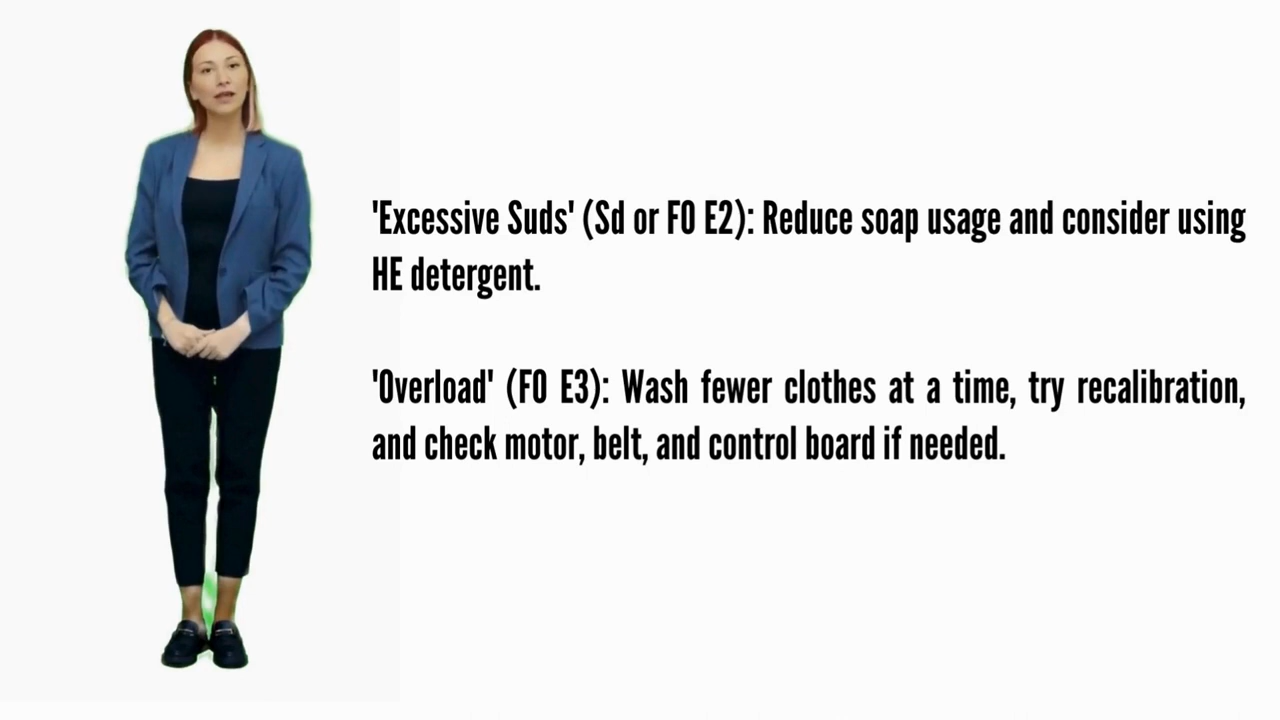 'Excessive Suds' (Sd or F0 E2): Reduce soap usage and consider using
HE detergent.
'Overload' (F0 E3): Wash fewer clothes at a time, try recalibration,
and check motor, belt, and control board if needed.